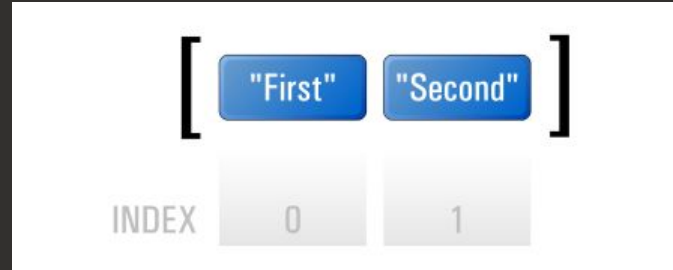 [ "First" "Second" ]
INDEX 0 1